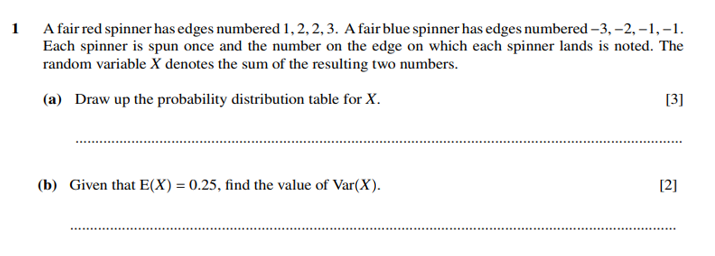 1 A fair red spinner has edges numbered 1, 2, 2, 3. A fair blue spinner has edges numbered −3, −2, −1, −1.
Each spinner is spun once and the number on the edge on which each spinner lands is noted. The
random variable X denotes the sum of the resulting two numbers.
(a) Draw up the probability distribution table for X. [3]
(b) Given that E(X) = 0.25, find the value of Var(X). [2]